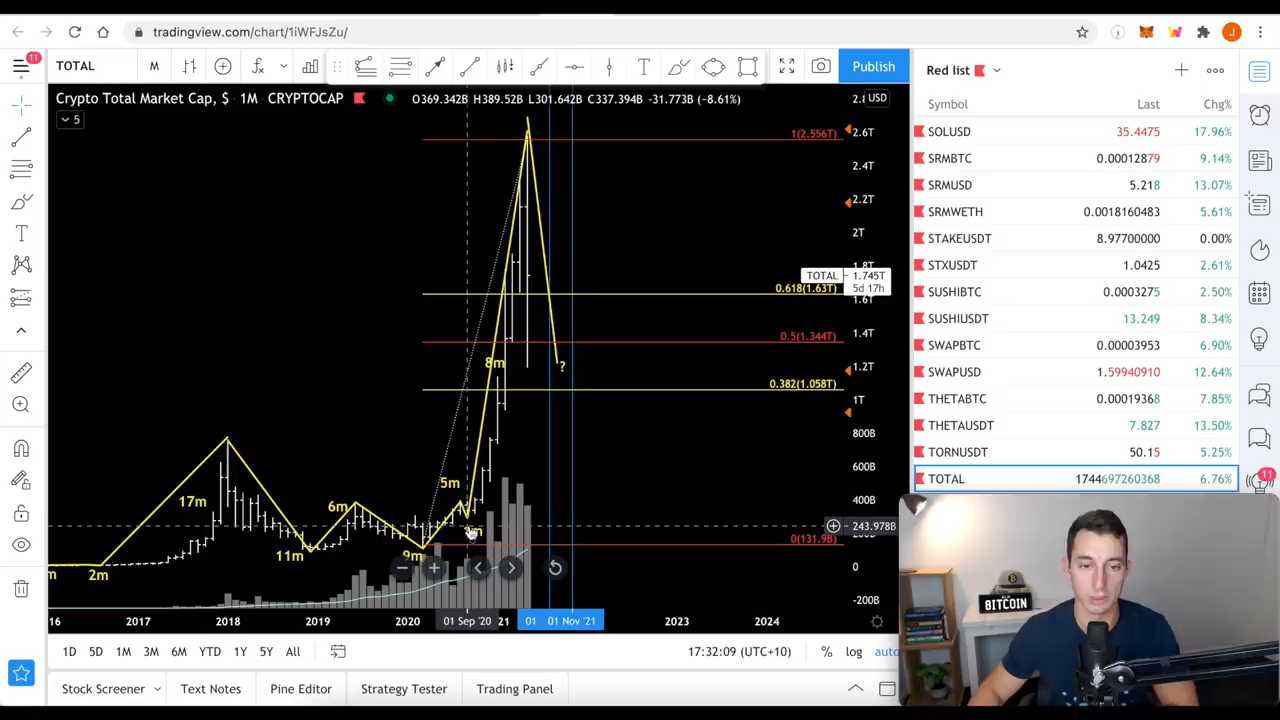 tradingview.com/chart/1iWFJsZu/
J
11
TOTAL
M
Publish
Red list
Crypto Total Market Cap, $ · 1M · CRYPTOCAP
O369.342B H389.52B L301.642B C337.394B -31.773B (-8.61%)
USD
5
Symbol Last Chg%
SOLUSD 35.4475 17.96%
SRMBTC 0.00012879 9.14%
SRMUSD 5.218 13.07%
SRMWETH 0.0018160483 5.61%
STAKEUSDT 8.97700000 0.00%
STXUSDT 1.0425 2.61%
SUSHIBTC 0.0003275 2.50%
SUSHIUSDT 13.249 8.34%
SWAPBTC 0.00003953 6.90%
SWAPUSD 1.59940910 12.64%
THETABTC 0.00019368 7.85%
THETAUSDT 7.827 13.50%
TORNUSDT 50.15 5.25%
TOTAL 1744697260368 6.76%
11
1(2.556T)
2.6T
2.4T
2.2T
2T
1.8T
TOTAL 1.745T
5d 17h
0.618(1.63T)
1.6T
0.5(1.344T)
1.4T
1.2T
0.382(1.058T)
1T
800B
600B
400B
243.978B
0(131.9B)
0
-200B
8m
?
5m
6m
17m
11m
9m
2m
16 2017 2018 2019 2020 01 Sep '20 21 01 01 Nov '21 2023 2024
1D 5D 1M 3M 6M YTD 1Y 5Y All
17:32:09 (UTC+10) % log auto
Stock Screener Text Notes Pine Editor Strategy Tester Trading Panel
BITCOIN